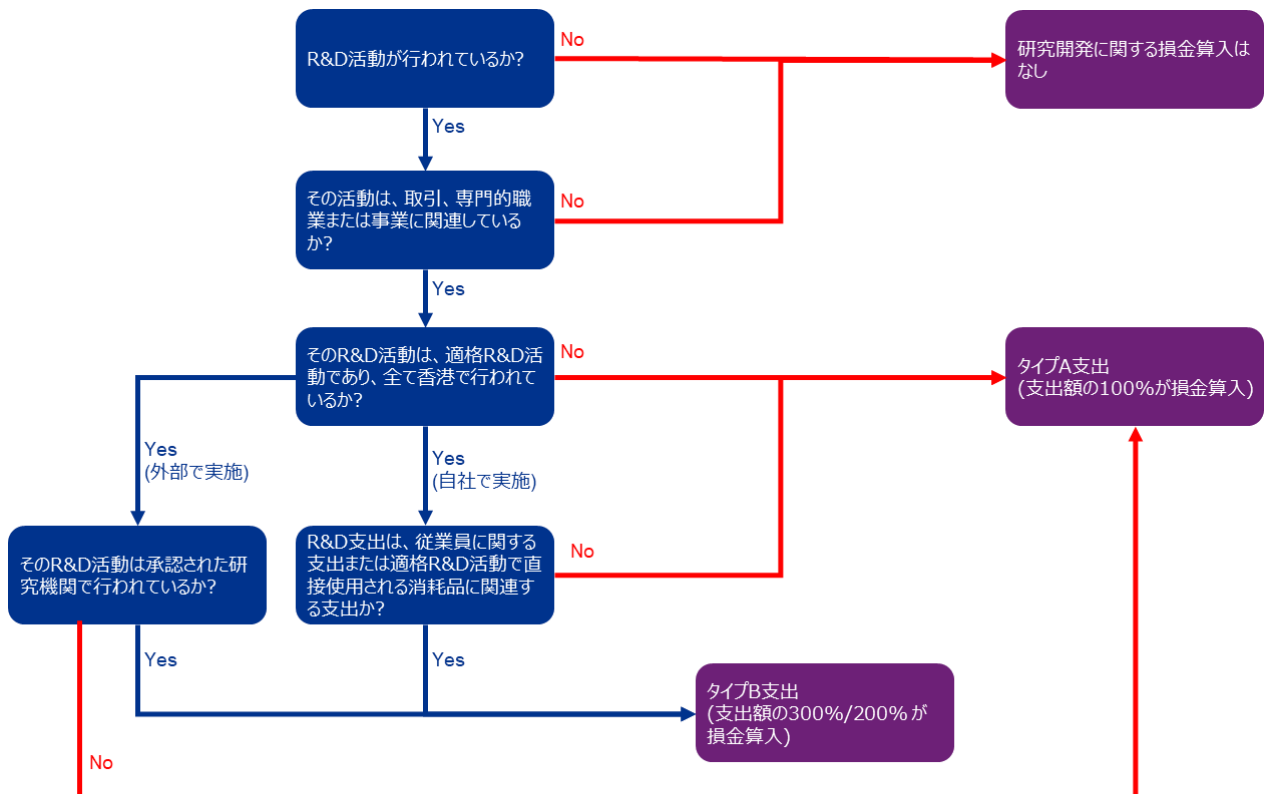 R&D活動が行われているか?
No
研究開発に関する損金算入は
なし
Yes
その活動は、取引、専門的職
業または事業に関連している
か?
No
Yes
そのR&D活動は、適格R&D活
動であり、全て香港で行われて
いるか?
No
タイプA支出
(支出額の100%が損金算入)
Yes
(外部で実施)
Yes
(自社で実施)
そのR&D活動は承認された研
究機関で行われているか?
R&D支出は、従業員に関する
支出または適格R&D活動で直
接使用される消耗品に関連す
る支出か?
No
Yes
Yes
タイプB支出
(支出額の300%/200% が
損金算入)
No